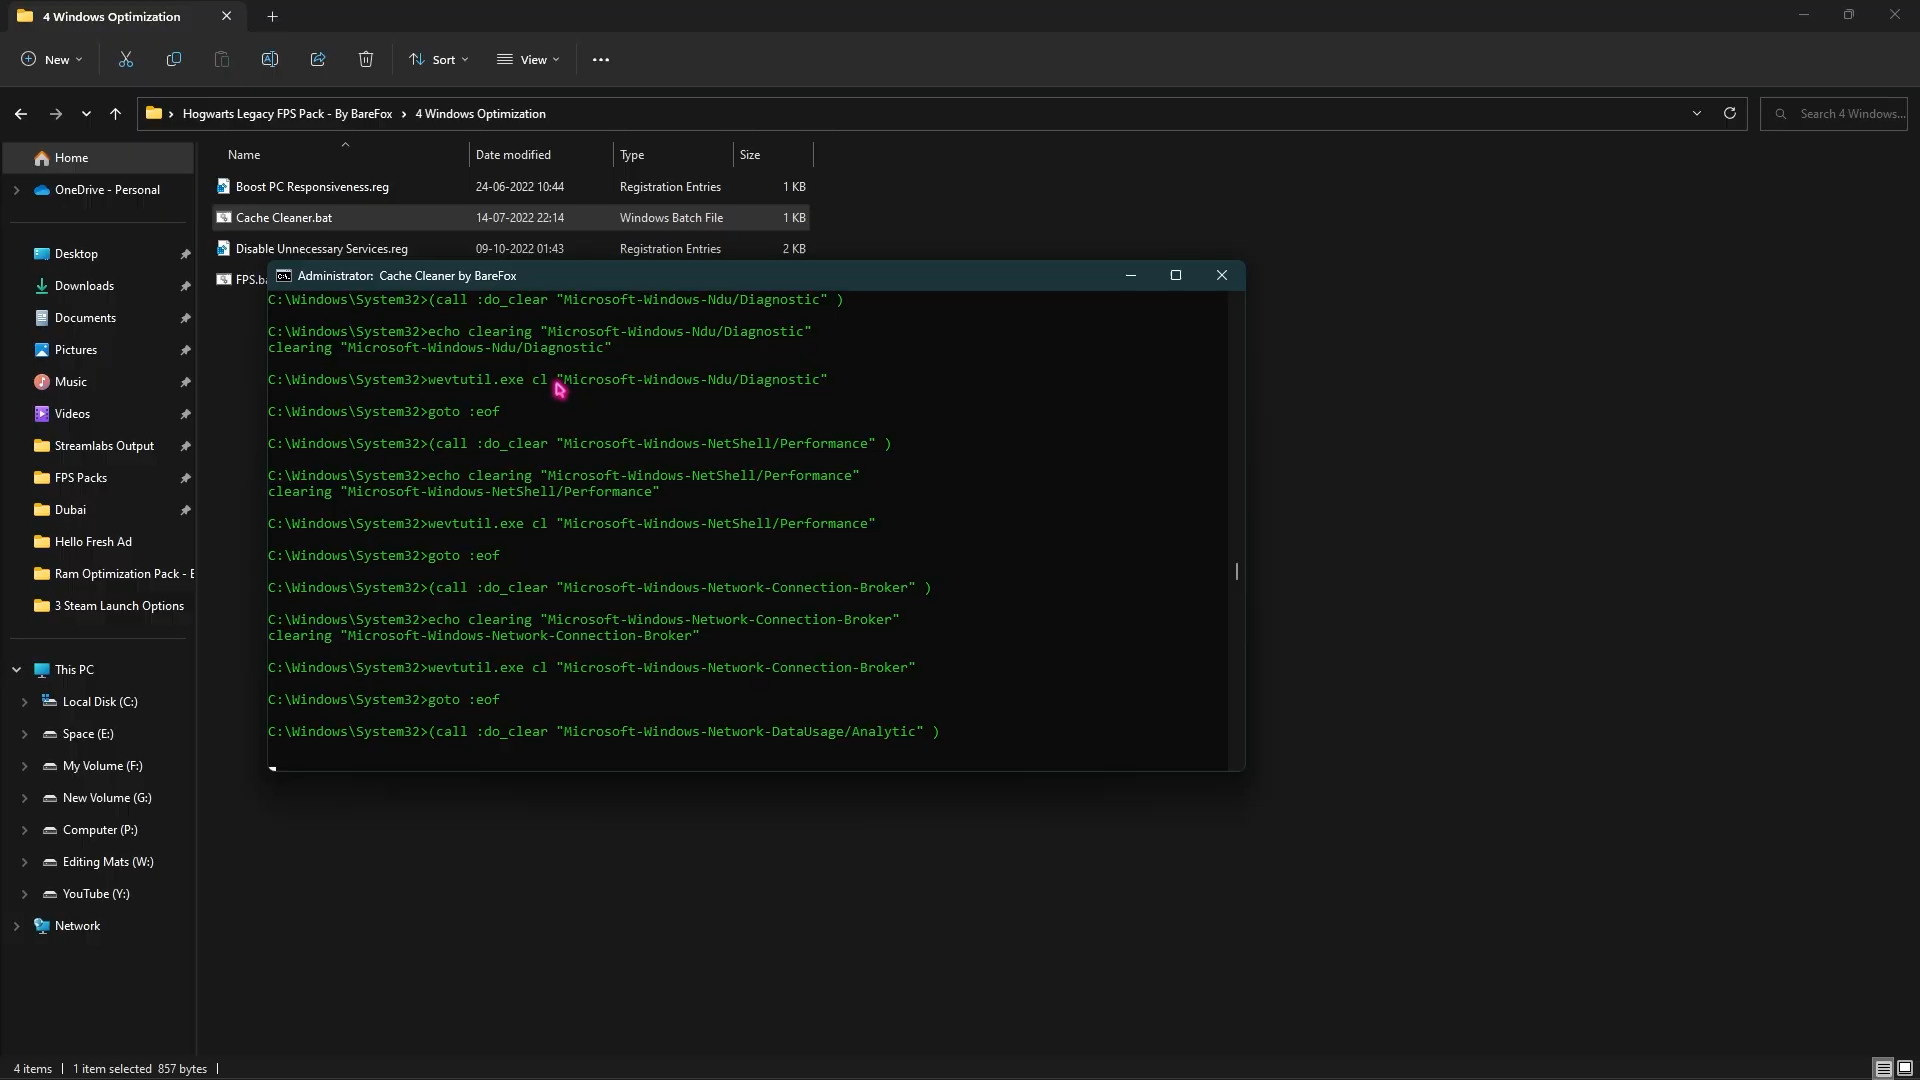 4 Windows Optimization
New
Sort
View
Hogwarts Legacy FPS Pack - By BareFox > 4 Windows Optimization
Search 4 Windows...
Name Date modified Type Size
Home
OneDrive - Personal
Desktop
Downloads
Documents
Pictures
Music
Videos
Streamlabs Output
FPS Packs
Dubai
Hello Fresh Ad
Ram Optimization Pack - B
3 Steam Launch Options
This PC
Local Disk (C:)
Space (E:)
My Volume (F:)
New Volume (G:)
Computer (P:)
Editing Mats (W:)
YouTube (Y:)
Network
Boost PC Responsiveness.reg 24-06-2022 10:44 Registration Entries 1 KB
Cache Cleaner.bat 14-07-2022 22:14 Windows Batch File 1 KB
Disable Unnecessary Services.reg 09-10-2022 01:43 Registration Entries 2 KB
FPS.ba
Administrator: Cache Cleaner by BareFox
C:\Windows\System32>(call :do_clear "Microsoft-Windows-Ndu/Diagnostic" )
C:\Windows\System32>echo clearing "Microsoft-Windows-Ndu/Diagnostic"
clearing "Microsoft-Windows-Ndu/Diagnostic"
C:\Windows\System32>wevtutil.exe cl "Microsoft-Windows-Ndu/Diagnostic"
C:\Windows\System32>goto :eof
C:\Windows\System32>(call :do_clear "Microsoft-Windows-NetShell/Performance" )
C:\Windows\System32>echo clearing "Microsoft-Windows-NetShell/Performance"
clearing "Microsoft-Windows-NetShell/Performance"
C:\Windows\System32>wevtutil.exe cl "Microsoft-Windows-NetShell/Performance"
C:\Windows\System32>goto :eof
C:\Windows\System32>(call :do_clear "Microsoft-Windows-Network-Connection-Broker" )
C:\Windows\System32>echo clearing "Microsoft-Windows-Network-Connection-Broker"
clearing "Microsoft-Windows-Network-Connection-Broker"
C:\Windows\System32>wevtutil.exe cl "Microsoft-Windows-Network-Connection-Broker"
C:\Windows\System32>goto :eof
C:\Windows\System32>(call :do_clear "Microsoft-Windows-Network-DataUsage/Analytic" )
4 items 1 item selected 857 bytes